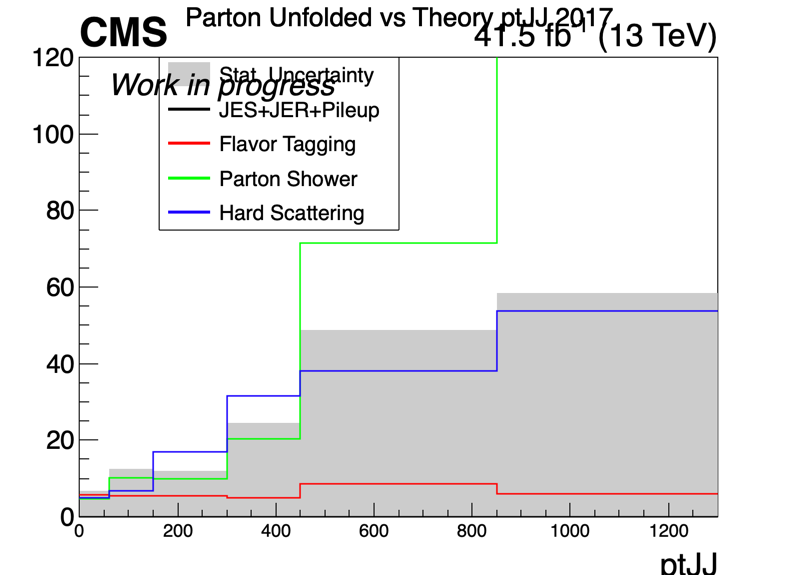 Parton Unfolded vs Theory ptJJ 2017
CMS
41.5 fb-1 (13 TeV)
Work in progress
Stat. Uncertainty
JES+JER+Pileup
Flavor Tagging
Parton Shower
Hard Scattering
120
100
80
60
40
20
0
0 200 400 600 800 1000 1200
ptJJ